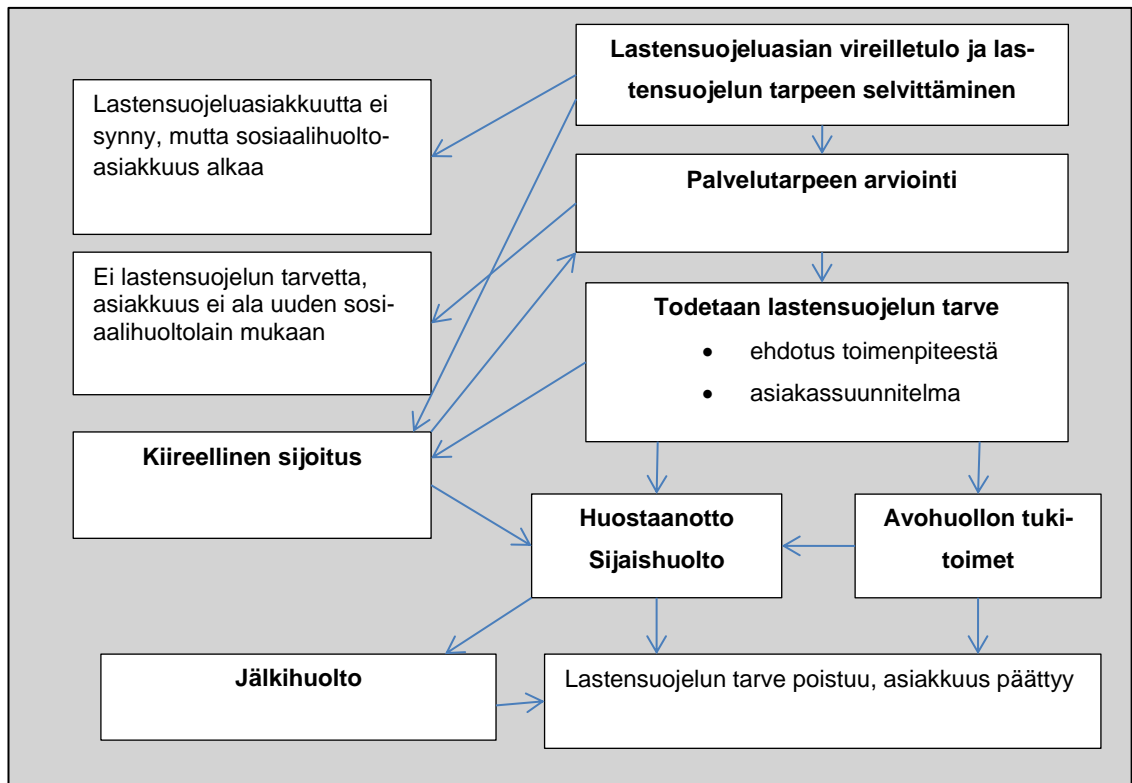 Lastensuojeluasian vireilletulo ja las-
tensuojelun tarpeen selvittäminen
Lastensuojeluasiakkuutta ei
synny, mutta sosiaalihuolto-
asiakkuus alkaa
Palvelutarpeen arviointi
Ei lastensuojelun tarvetta,
asiakkuus ei ala uuden sosi-
aalihuoltolain mukaan
Todetaan lastensuojelun tarve
• ehdotus toimenpiteestä
• asiakassuunnitelma
Kiireellinen sijoitus
Huostaanotto
Sijaishuolto
Avohuollon tuki-
toimet
Jälkihuolto
Lastensuojelun tarve poistuu, asiakkuus päättyy